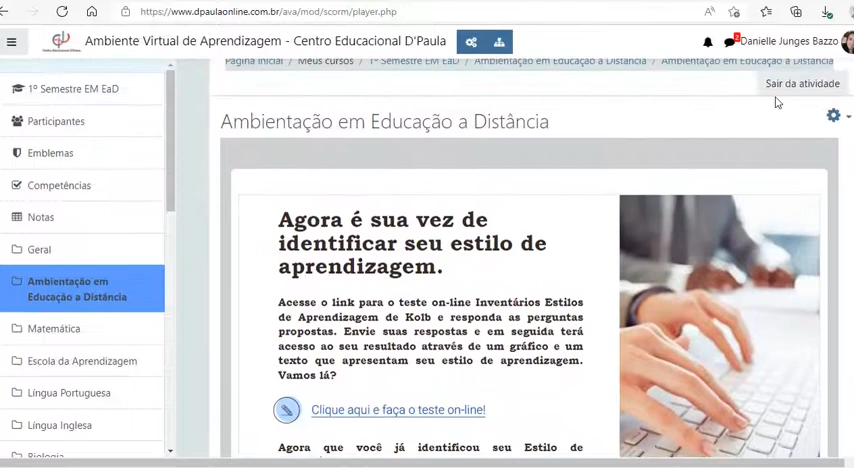 https://www.dpaulaonline.com.br/ava/mod/scorm/player.php
Ambiente Virtual de Aprendizagem - Centro Educacional D'Paula
2
Danielle Junges Bazzo
Página inicial / Meus cursos / 1º Semestre EM EaD / Ambientação em Educação a Distância / Ambientação em Educação a Distância
Sair da atividade
1º Semestre EM EaD
Participantes
Emblemas
Competências
Notas
Geral
Ambientação em
Educação a Distância
Matemática
Escola da Aprendizagem
Língua Portuguesa
Língua Inglesa
Biologia
Ambientação em Educação a Distância
Agora é sua vez de
identificar seu estilo de
aprendizagem.
Acesse o link para o teste on-line Inventários Estilos
de Aprendizagem de Kolb e responda as perguntas
propostas. Envie suas respostas e em seguida terá
acesso ao seu resultado através de um gráfico e um
texto que apresentam seu estilo de aprendizagem.
Vamos lá?
Clique aqui e faça o teste on-line!
Agora que você já identificou seu Estilo de